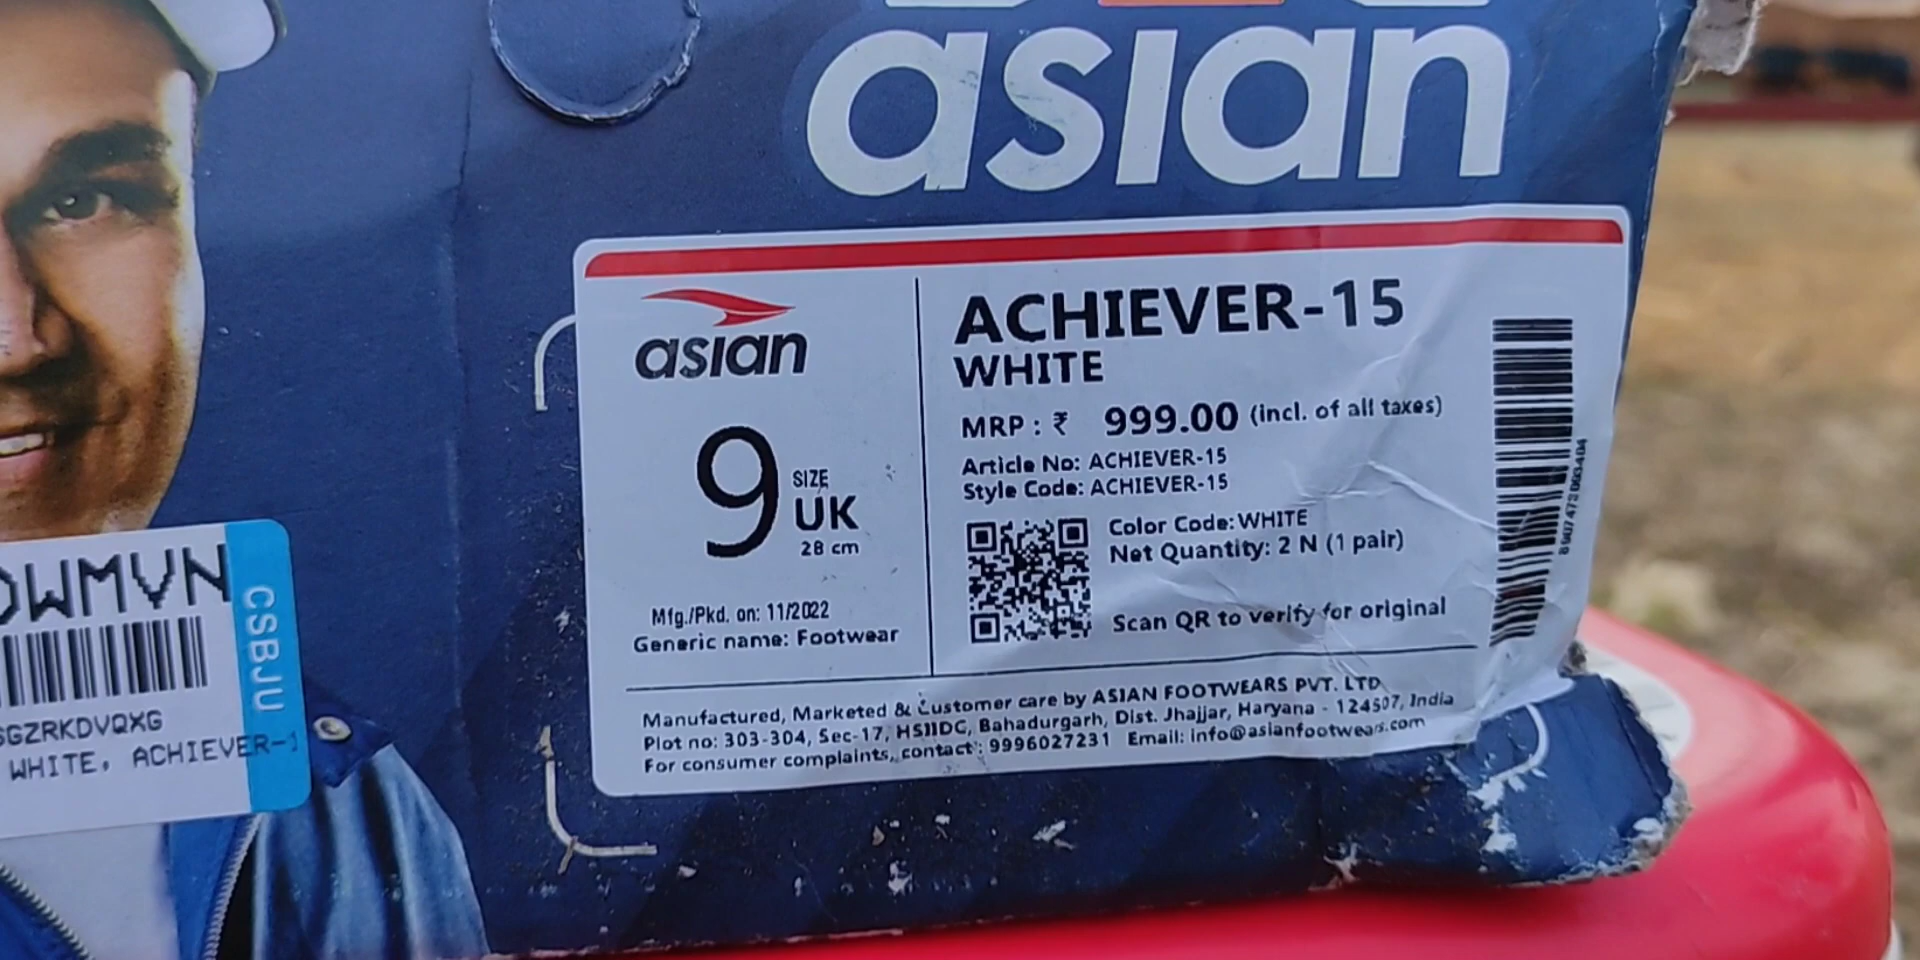 asian
asian
9 SIZE
UK
28 cm
Mfg./Pkd. on: 11/2022
Generic name: Footwear
ACHIEVER-15
WHITE
MRP : ₹ 999.00 (incl. of all taxes)
Article No: ACHIEVER-15
Style Code: ACHIEVER-15
Color Code: WHITE
Net Quantity: 2 N (1 pair)
Scan QR to verify for original
Manufactured, Marketed & Customer care by ASIAN FOOTWEARS PVT. LTD
Plot no: 303-304, Sec-17, HSIIDC, Bahadurgarh, Dist. Jhajjar, Haryana - 124507, India
For consumer complaints, contact : 9996027231 Email: info@asianfootwears.com
CSBJU
WHITE, ACHIEVER-1